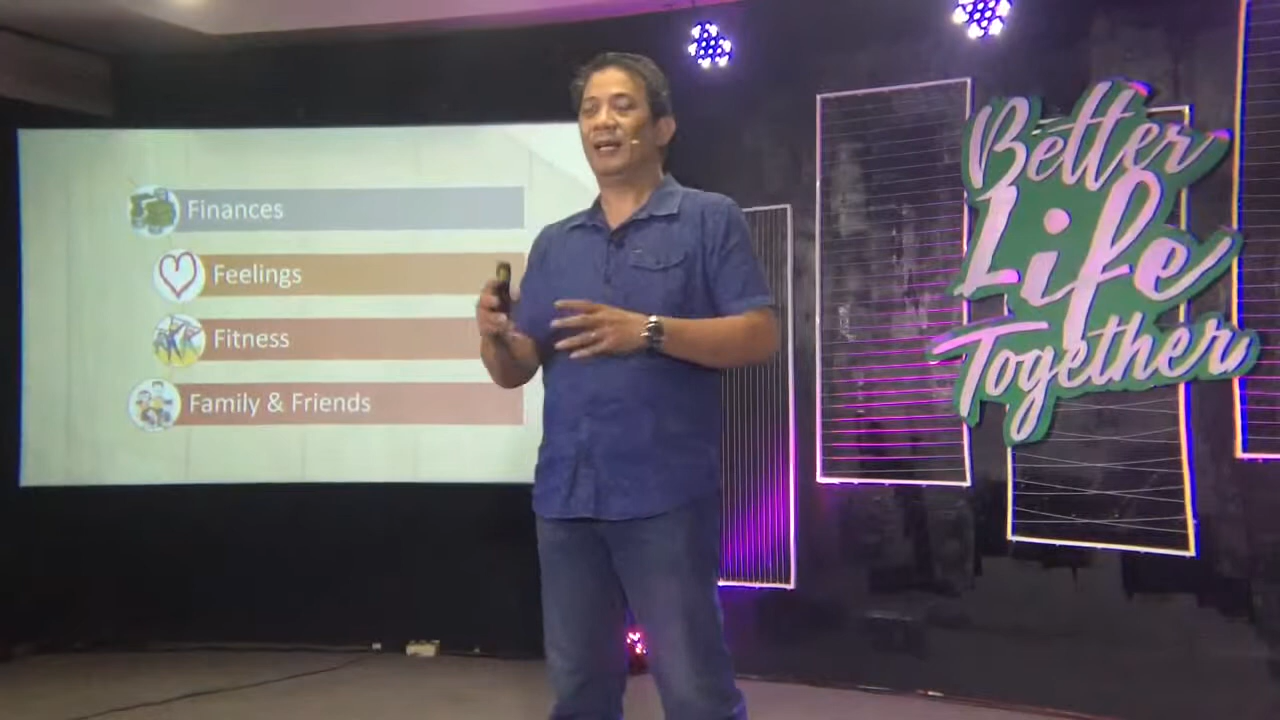 Finances
Feelings
Fitness
Family & Friends
Better
Life
Together